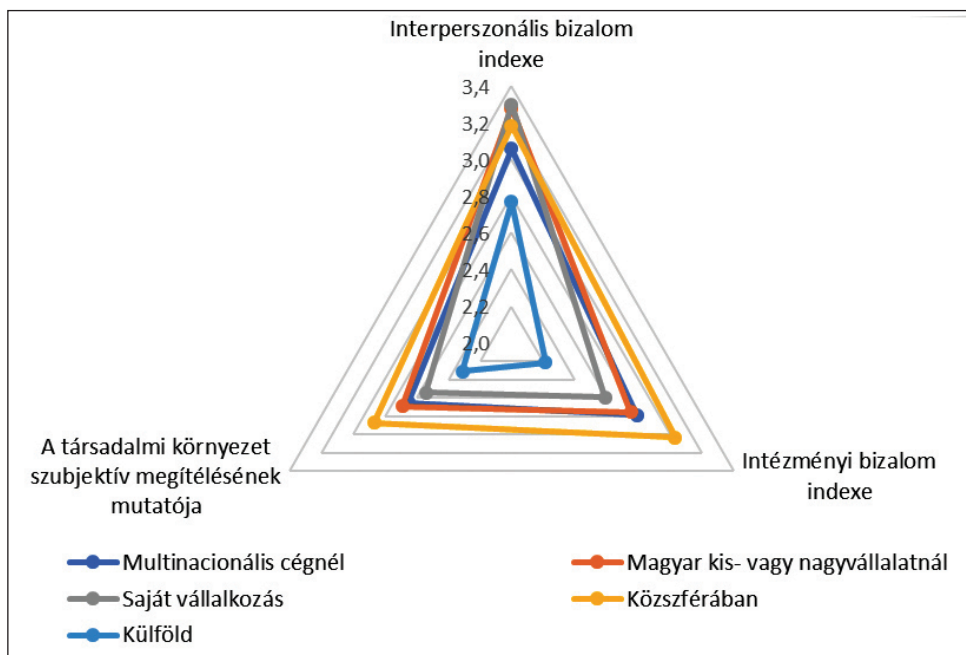 Interperszonális bizalom
indexe
3,4
3,2
3,0
2,8
2,6
2,4
2,2
2,0
A társadalmi környezet
szubjektív megítélésének
mutatója
Intézményi bizalom
indexe
Multinacionális cégnél
Magyar kis- vagy nagyvállalatnál
Saját vállalkozás
Közszférában
Külföld